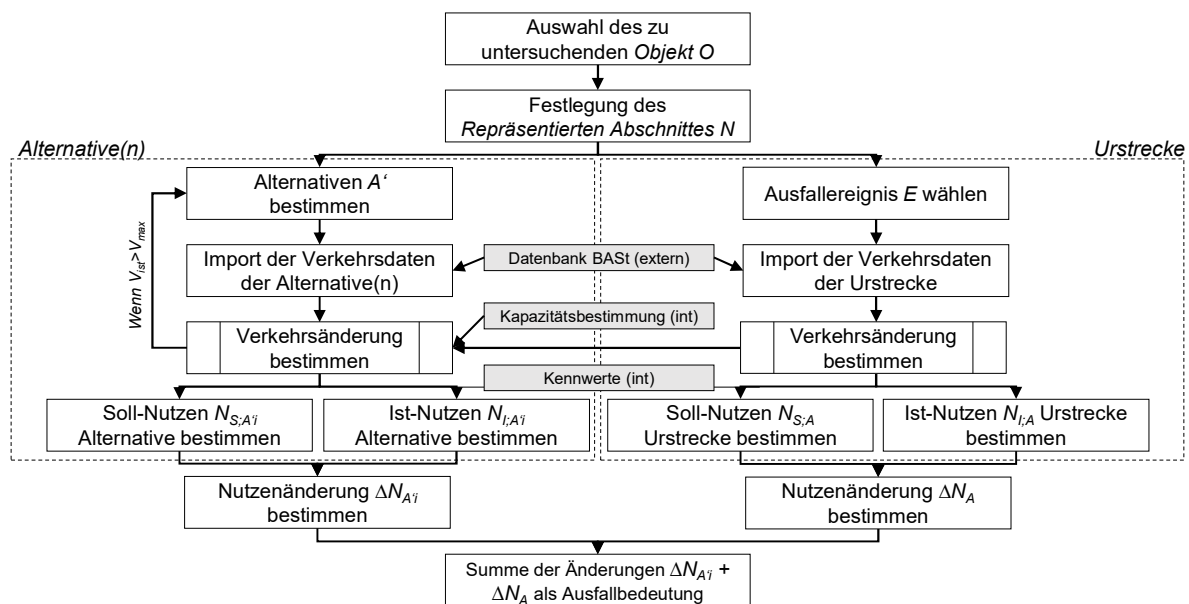 Auswahl des zu
untersuchenden Objekt O
Festlegung des
Repräsentierten Abschnittes N
Alternative(n)
Urstrecke
Alternativen A‘
bestimmen
Ausfallereignis E wählen
Wenn V_ist>V_max
Import der Verkehrsdaten
der Alternative(n)
Datenbank BASt (extern)
Import der Verkehrsdaten
der Urstrecke
Kapazitätsbestimmung (int)
Verkehrsänderung
bestimmen
Verkehrsänderung
bestimmen
Kennwerte (int)
Soll-Nutzen N_S;A‘i
Alternative bestimmen
Ist-Nutzen N_I;A‘i
Alternative bestimmen
Soll-Nutzen N_S;A
Urstrecke bestimmen
Ist-Nutzen N_I;A Urstrecke
bestimmen
Nutzenänderung ΔN_A‘i
bestimmen
Nutzenänderung ΔN_A
bestimmen
Summe der Änderungen ΔN_A‘i +
ΔN_A als Ausfallbedeutung